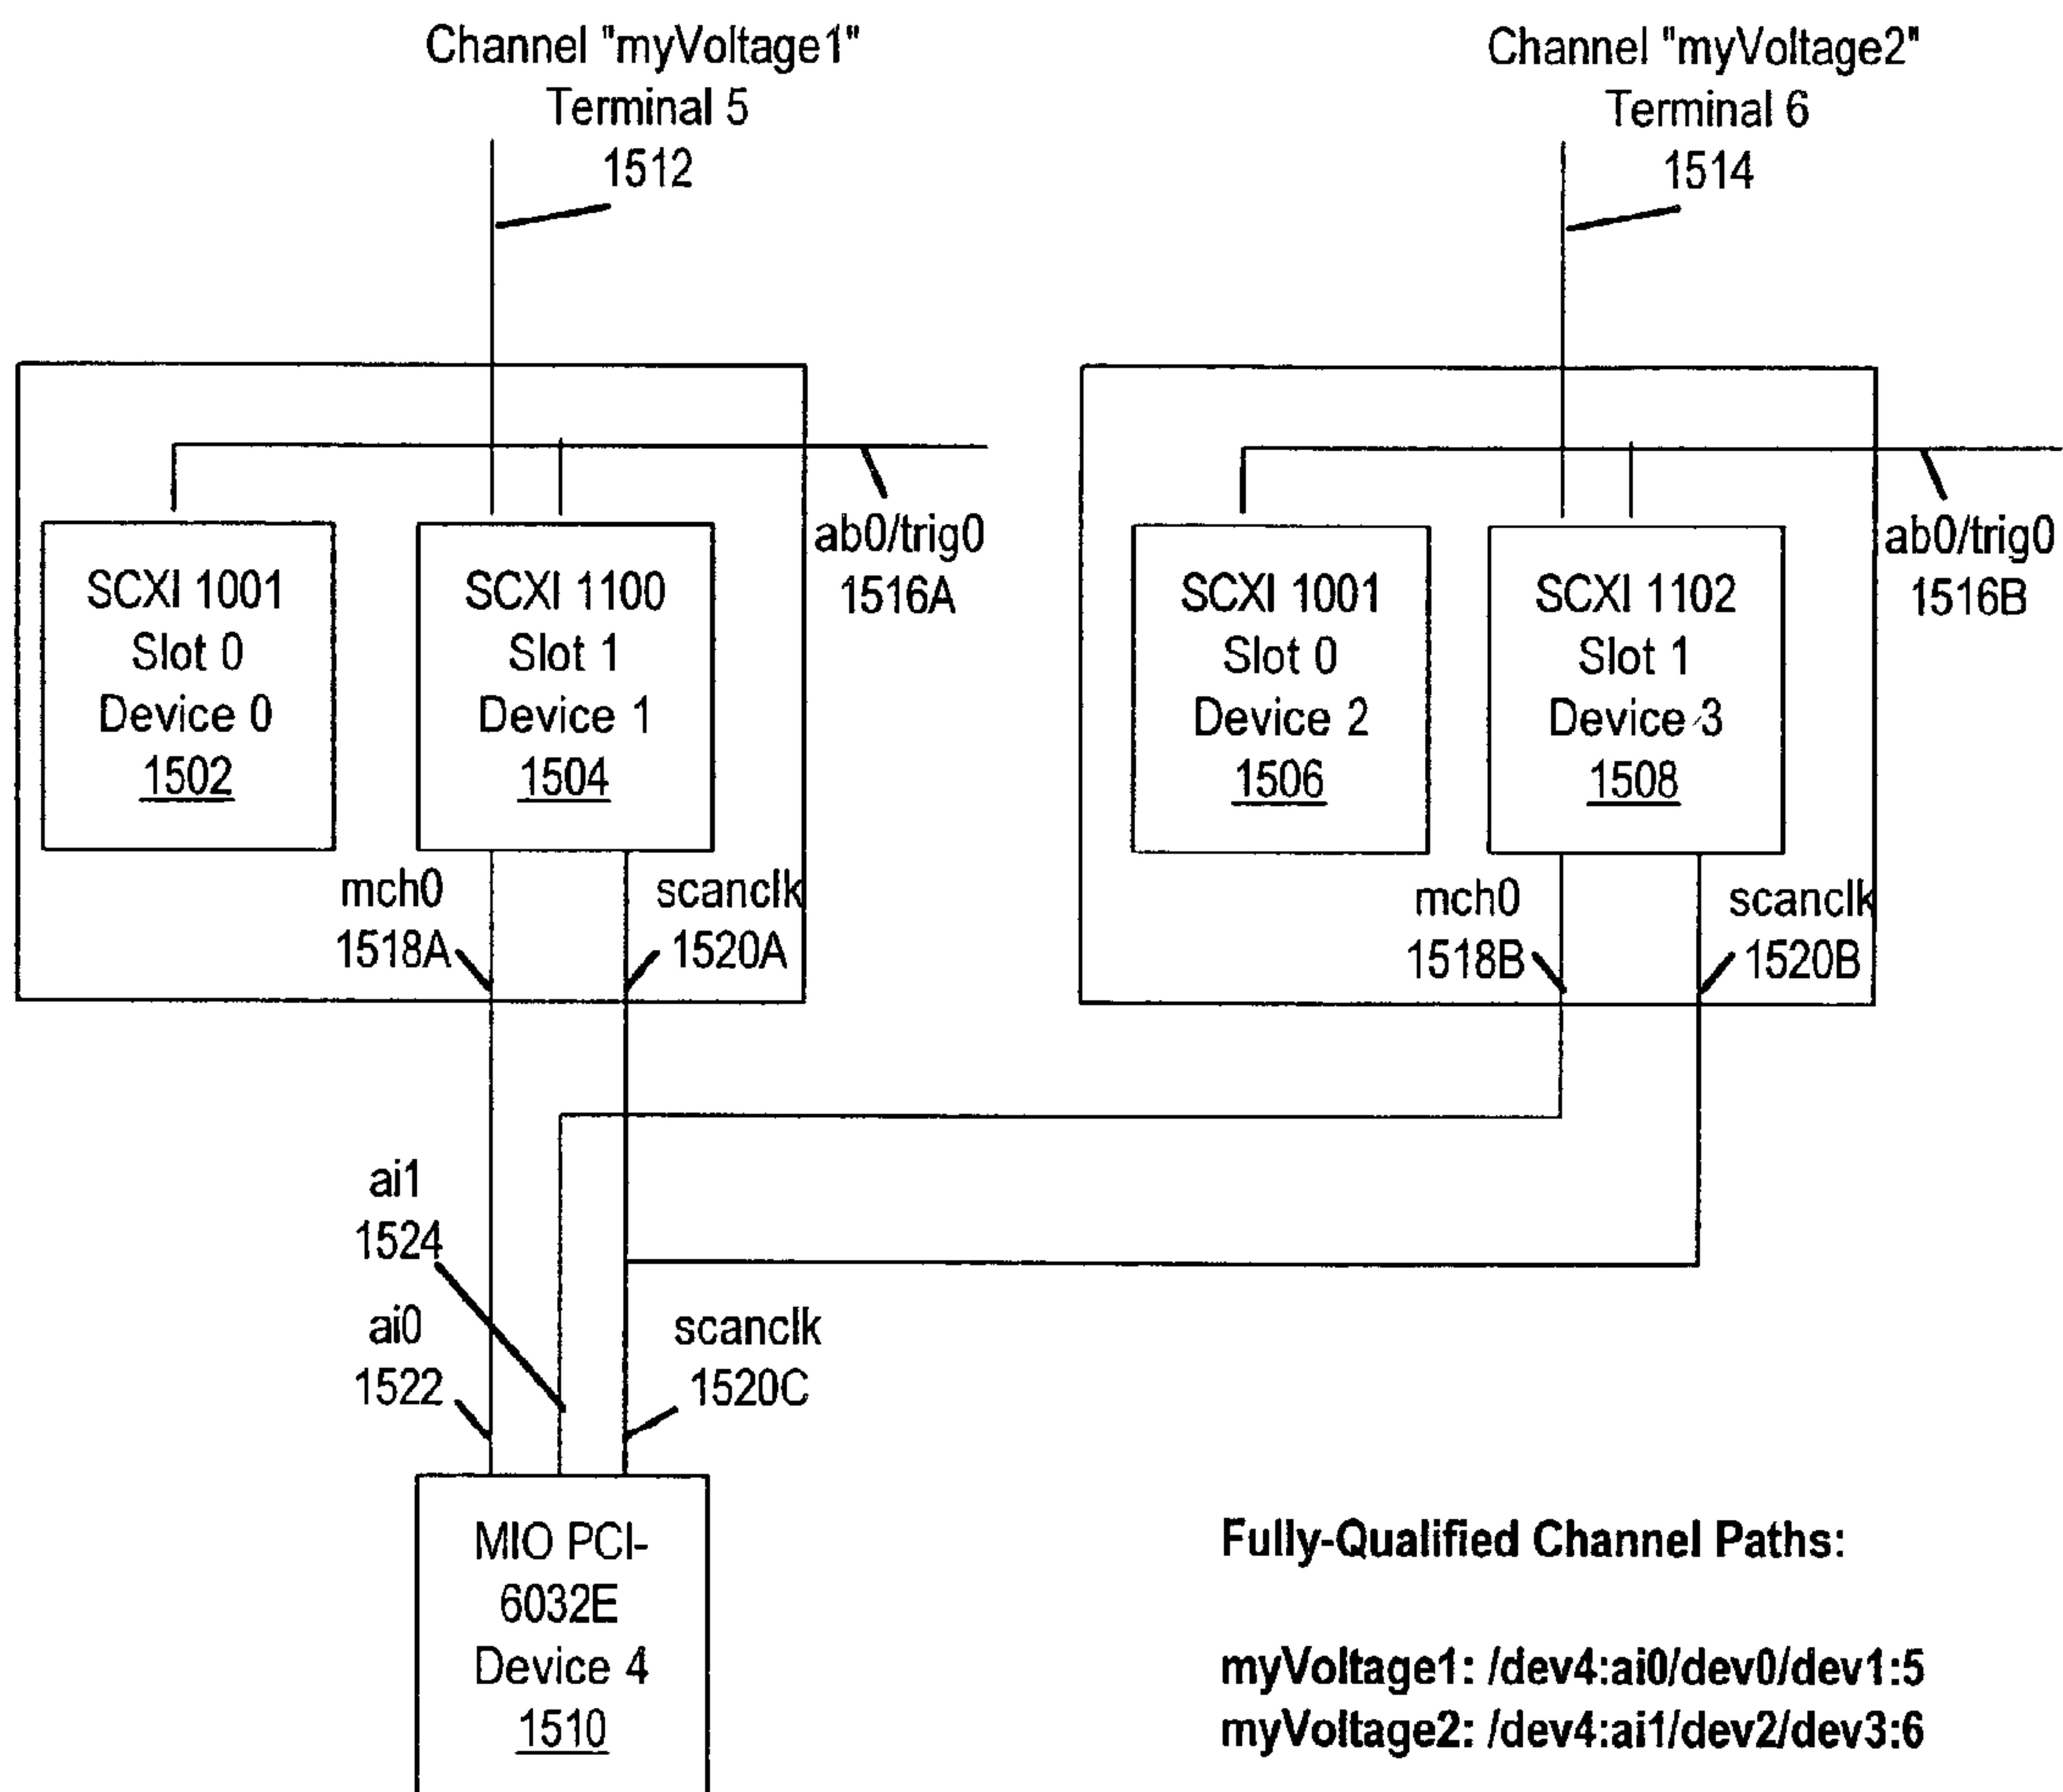 Channel "myVoltage1"
Terminal 5
1512
Channel "myVoltage2"
Terminal 6
1514
ab0/trig0
1516A
ab0/trig0
1516B
SCXI 1001
Slot 0
Device 0
1502
SCXI 1100
Slot 1
Device 1
1504
SCXI 1001
Slot 0
Device 2
1506
SCXI 1102
Slot 1
Device 3
1508
mch0
1518A
scanclk
1520A
mch0
1518B
scanclk
1520B
ai1
1524
ai0
1522
scanclk
1520C
MIO PCI-
6032E
Device 4
1510
Fully-Qualified Channel Paths:
myVoltage1: /dev4:ai0/dev0/dev1:5
myVoltage2: /dev4:ai1/dev2/dev3:6